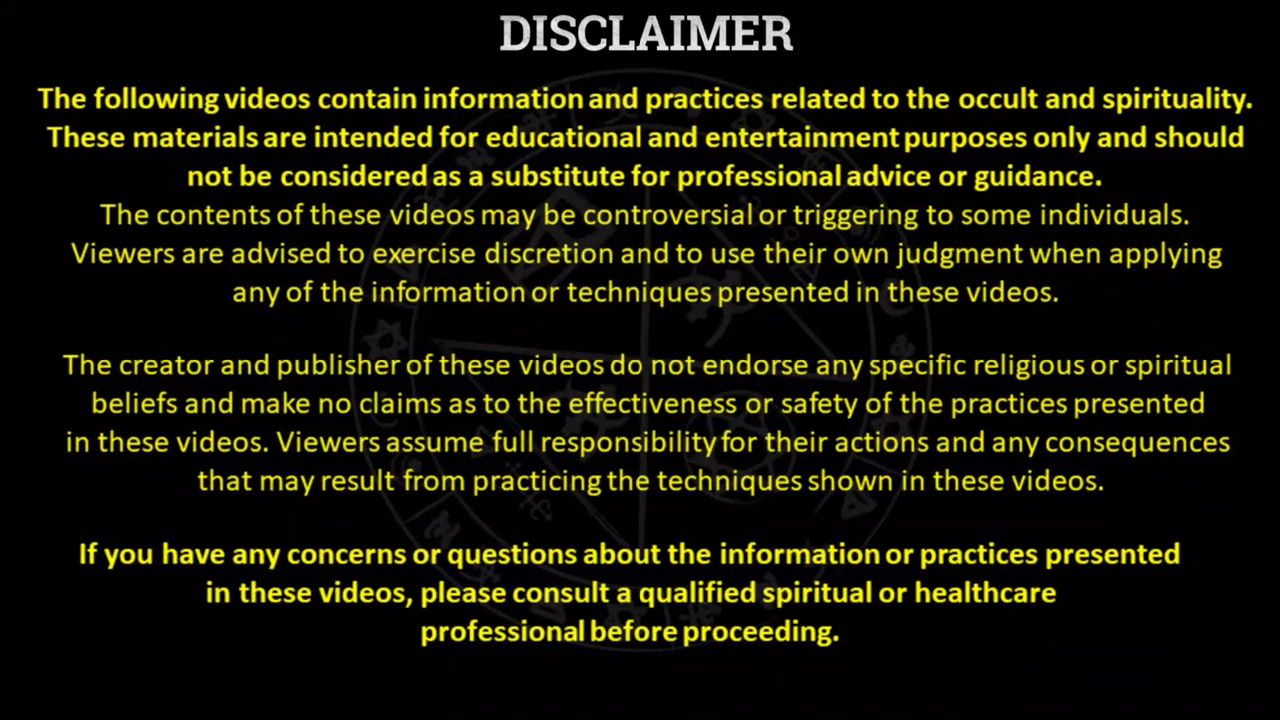 DISCLAIMER
The following videos contain information and practices related to the occult and spirituality.
These materials are intended for educational and entertainment purposes only and should
not be considered as a substitute for professional advice or guidance.
The contents of these videos may be controversial or triggering to some individuals.
Viewers are advised to exercise discretion and to use their own judgment when applying
any of the information or techniques presented in these videos.
The creator and publisher of these videos do not endorse any specific religious or spiritual
beliefs and make no claims as to the effectiveness or safety of the practices presented
in these videos. Viewers assume full responsibility for their actions and any consequences
that may result from practicing the techniques shown in these videos.
If you have any concerns or questions about the information or practices presented
in these videos, please consult a qualified spiritual or healthcare
professional before proceeding.